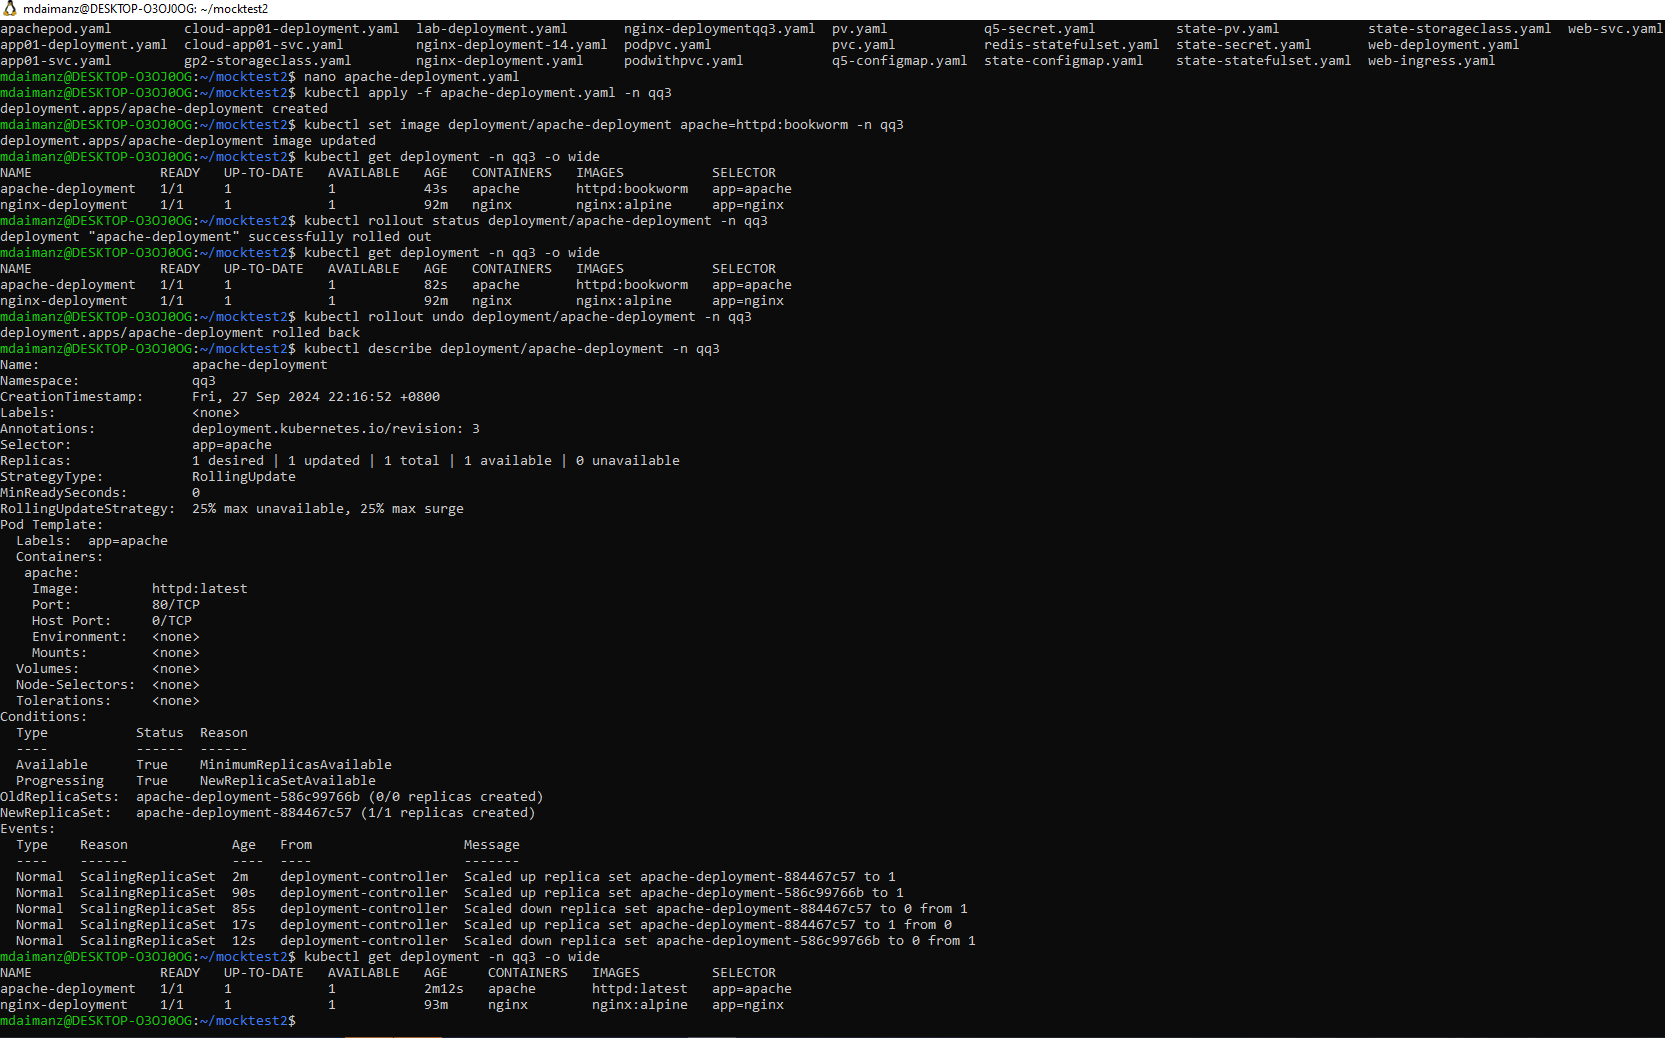 mdaimanz@DESKTOP-O3OJ0OG: ~/mocktest2
apachepod.yaml         cloud-app01-deployment.yaml  lab-deployment.yaml       nginx-deploymentqq3.yaml  pv.yaml            q5-secret.yaml          state-pv.yaml           state-storageclass.yaml  web-svc.yaml
app01-deployment.yaml  cloud-app01-svc.yaml         nginx-deployment-14.yaml  podpvc.yaml               pvc.yaml           redis-statefulset.yaml  state-secret.yaml       web-deployment.yaml
app01-svc.yaml         gp2-storageclass.yaml        nginx-deployment.yaml     podwithpvc.yaml           q5-configmap.yaml  state-configmap.yaml    state-statefulset.yaml  web-ingress.yaml
mdaimanz@DESKTOP-O3OJ0OG:~/mocktest2$ nano apache-deployment.yaml
mdaimanz@DESKTOP-O3OJ0OG:~/mocktest2$ kubectl apply -f apache-deployment.yaml -n qq3
deployment.apps/apache-deployment created
mdaimanz@DESKTOP-O3OJ0OG:~/mocktest2$ kubectl set image deployment/apache-deployment apache=httpd:bookworm -n qq3
deployment.apps/apache-deployment image updated
mdaimanz@DESKTOP-O3OJ0OG:~/mocktest2$ kubectl get deployment -n qq3 -o wide
NAME                READY   UP-TO-DATE   AVAILABLE   AGE   CONTAINERS   IMAGES           SELECTOR
apache-deployment   1/1     1            1           43s   apache       httpd:bookworm   app=apache
nginx-deployment    1/1     1            1           92m   nginx        nginx:alpine     app=nginx
mdaimanz@DESKTOP-O3OJ0OG:~/mocktest2$ kubectl rollout status deployment/apache-deployment -n qq3
deployment "apache-deployment" successfully rolled out
mdaimanz@DESKTOP-O3OJ0OG:~/mocktest2$ kubectl get deployment -n qq3 -o wide
NAME                READY   UP-TO-DATE   AVAILABLE   AGE   CONTAINERS   IMAGES           SELECTOR
apache-deployment   1/1     1            1           82s   apache       httpd:bookworm   app=apache
nginx-deployment    1/1     1            1           92m   nginx        nginx:alpine     app=nginx
mdaimanz@DESKTOP-O3OJ0OG:~/mocktest2$ kubectl rollout undo deployment/apache-deployment -n qq3
deployment.apps/apache-deployment rolled back
mdaimanz@DESKTOP-O3OJ0OG:~/mocktest2$ kubectl describe deployment/apache-deployment -n qq3
Name:                   apache-deployment
Namespace:              qq3
CreationTimestamp:      Fri, 27 Sep 2024 22:16:52 +0800
Labels:                 <none>
Annotations:            deployment.kubernetes.io/revision: 3
Selector:               app=apache
Replicas:               1 desired | 1 updated | 1 total | 1 available | 0 unavailable
StrategyType:           RollingUpdate
MinReadySeconds:        0
RollingUpdateStrategy:  25% max unavailable, 25% max surge
Pod Template:
  Labels:  app=apache
  Containers:
   apache:
    Image:         httpd:latest
    Port:          80/TCP
    Host Port:     0/TCP
    Environment:   <none>
    Mounts:        <none>
  Volumes:         <none>
  Node-Selectors:  <none>
  Tolerations:     <none>
Conditions:
  Type           Status  Reason
  ----           ------  ------
  Available      True    MinimumReplicasAvailable
  Progressing    True    NewReplicaSetAvailable
OldReplicaSets:  apache-deployment-586c99766b (0/0 replicas created)
NewReplicaSet:   apache-deployment-884467c57 (1/1 replicas created)
Events:
  Type    Reason             Age   From                   Message
  ----    ------             ----  ----                   -------
  Normal  ScalingReplicaSet  2m    deployment-controller  Scaled up replica set apache-deployment-884467c57 to 1
  Normal  ScalingReplicaSet  90s   deployment-controller  Scaled up replica set apache-deployment-586c99766b to 1
  Normal  ScalingReplicaSet  85s   deployment-controller  Scaled down replica set apache-deployment-884467c57 to 0 from 1
  Normal  ScalingReplicaSet  17s   deployment-controller  Scaled up replica set apache-deployment-884467c57 to 1 from 0
  Normal  ScalingReplicaSet  12s   deployment-controller  Scaled down replica set apache-deployment-586c99766b to 0 from 1
mdaimanz@DESKTOP-O3OJ0OG:~/mocktest2$ kubectl get deployment -n qq3 -o wide
NAME                READY   UP-TO-DATE   AVAILABLE   AGE     CONTAINERS   IMAGES         SELECTOR
apache-deployment   1/1     1            1           2m12s   apache       httpd:latest   app=apache
nginx-deployment    1/1     1            1           93m     nginx        nginx:alpine   app=nginx
mdaimanz@DESKTOP-O3OJ0OG:~/mocktest2$